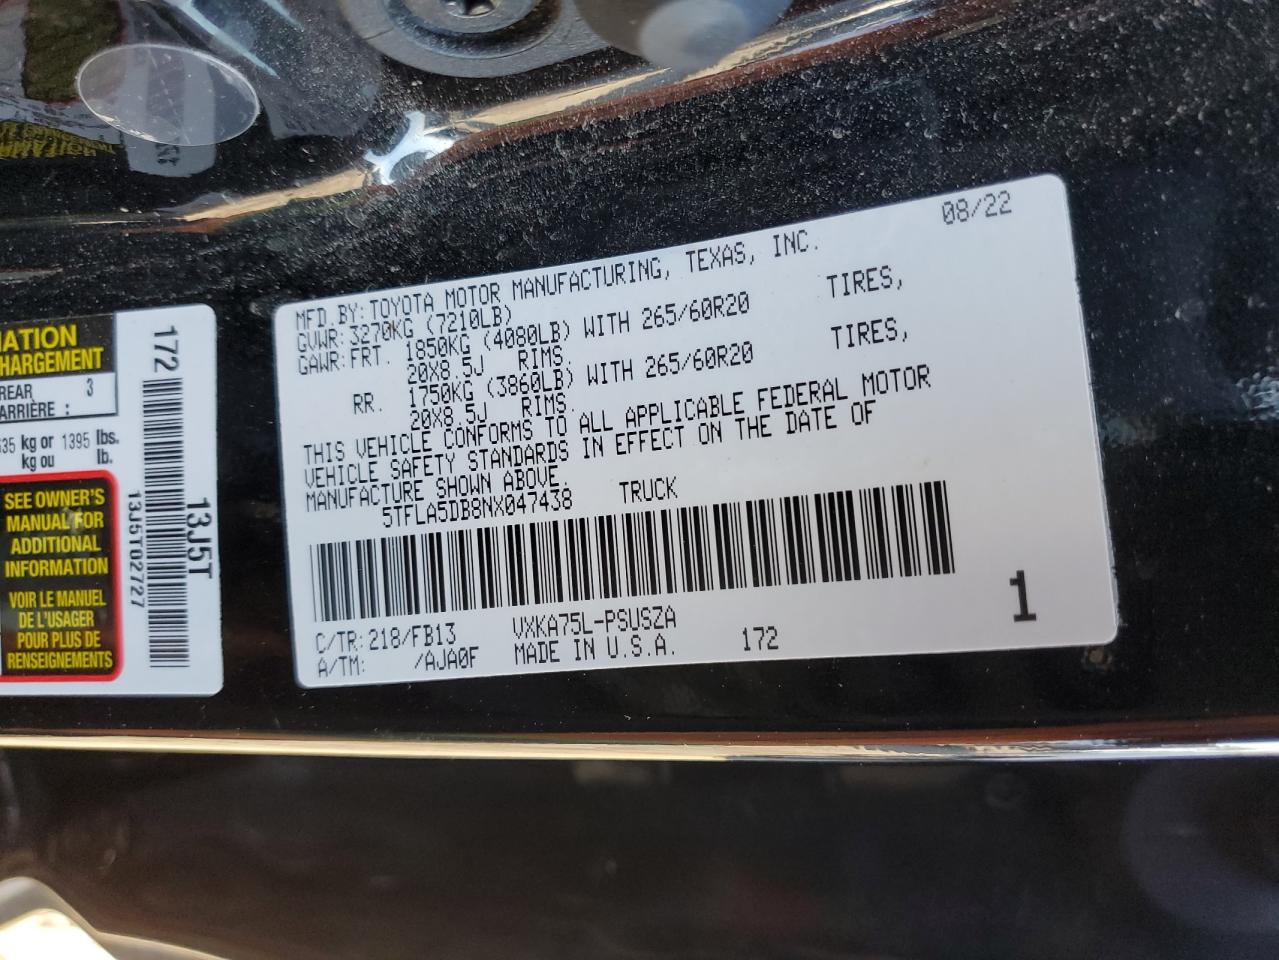 MFD.BY:TOYOTA MOTOR MANUFACTURING, TEXAS, INC. 08/22
GVWR:3270KG (7210LB)
GAWR:FRT. 1850KG (4080LB) WITH 265/60R20 TIRES,
20X8.5J RIMS.
RR. 1750KG (3860LB) WITH 265/60R20 TIRES,
20X8.5J RIMS.
THIS VEHICLE CONFORMS TO ALL APPLICABLE FEDERAL MOTOR
VEHICLE SAFETY STANDARDS IN EFFECT ON THE DATE OF
MANUFACTURE SHOWN ABOVE.
5TFLA5DB8NX047438 TRUCK
C/TR:218/FB13 VXKA75L-PSUSZA
A/TM: /AJA0F MADE IN U.S.A. 172
1
HARGEMENT
REAR 3
ARRIÈRE :
635 kg or 1395 lbs.
kg ou lb.
SEE OWNER'S
MANUAL FOR
ADDITIONAL
INFORMATION
VOIR LE MANUEL
DE L'USAGER
POUR PLUS DE
RENSEIGNEMENTS
172
13J5T
13J5T02727